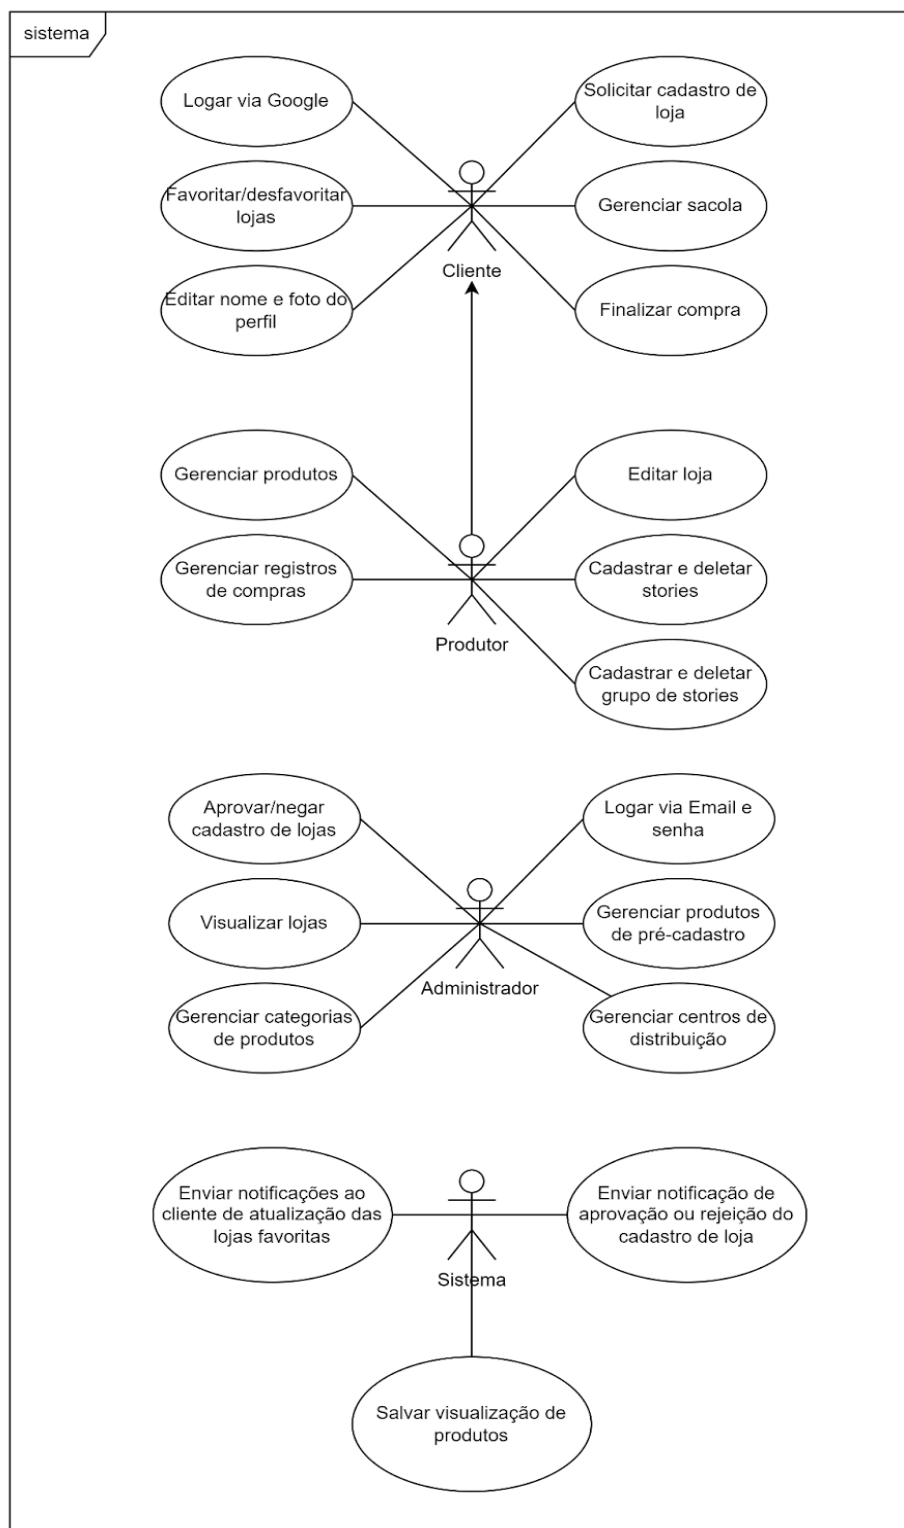 sistema
Logar via Google
Solicitar cadastro de
loja
Favoritar/desfavoritar
lojas
Gerenciar sacola
Cliente
Editar nome e foto do
perfil
Finalizar compra
Gerenciar produtos
Editar loja
Gerenciar registros
de compras
Cadastrar e deletar
stories
Produtor
Cadastrar e deletar
grupo de stories
Aprovar/negar
cadastro de lojas
Logar via Email e
senha
Visualizar lojas
Gerenciar produtos
de pré-cadastro
Administrador
Gerenciar categorias
de produtos
Gerenciar centros de
distribuição
Enviar notificações ao
cliente de atualização das
lojas favoritas
Enviar notificação de
aprovação ou rejeição do
cadastro de loja
Sistema
Salvar visualização de
produtos